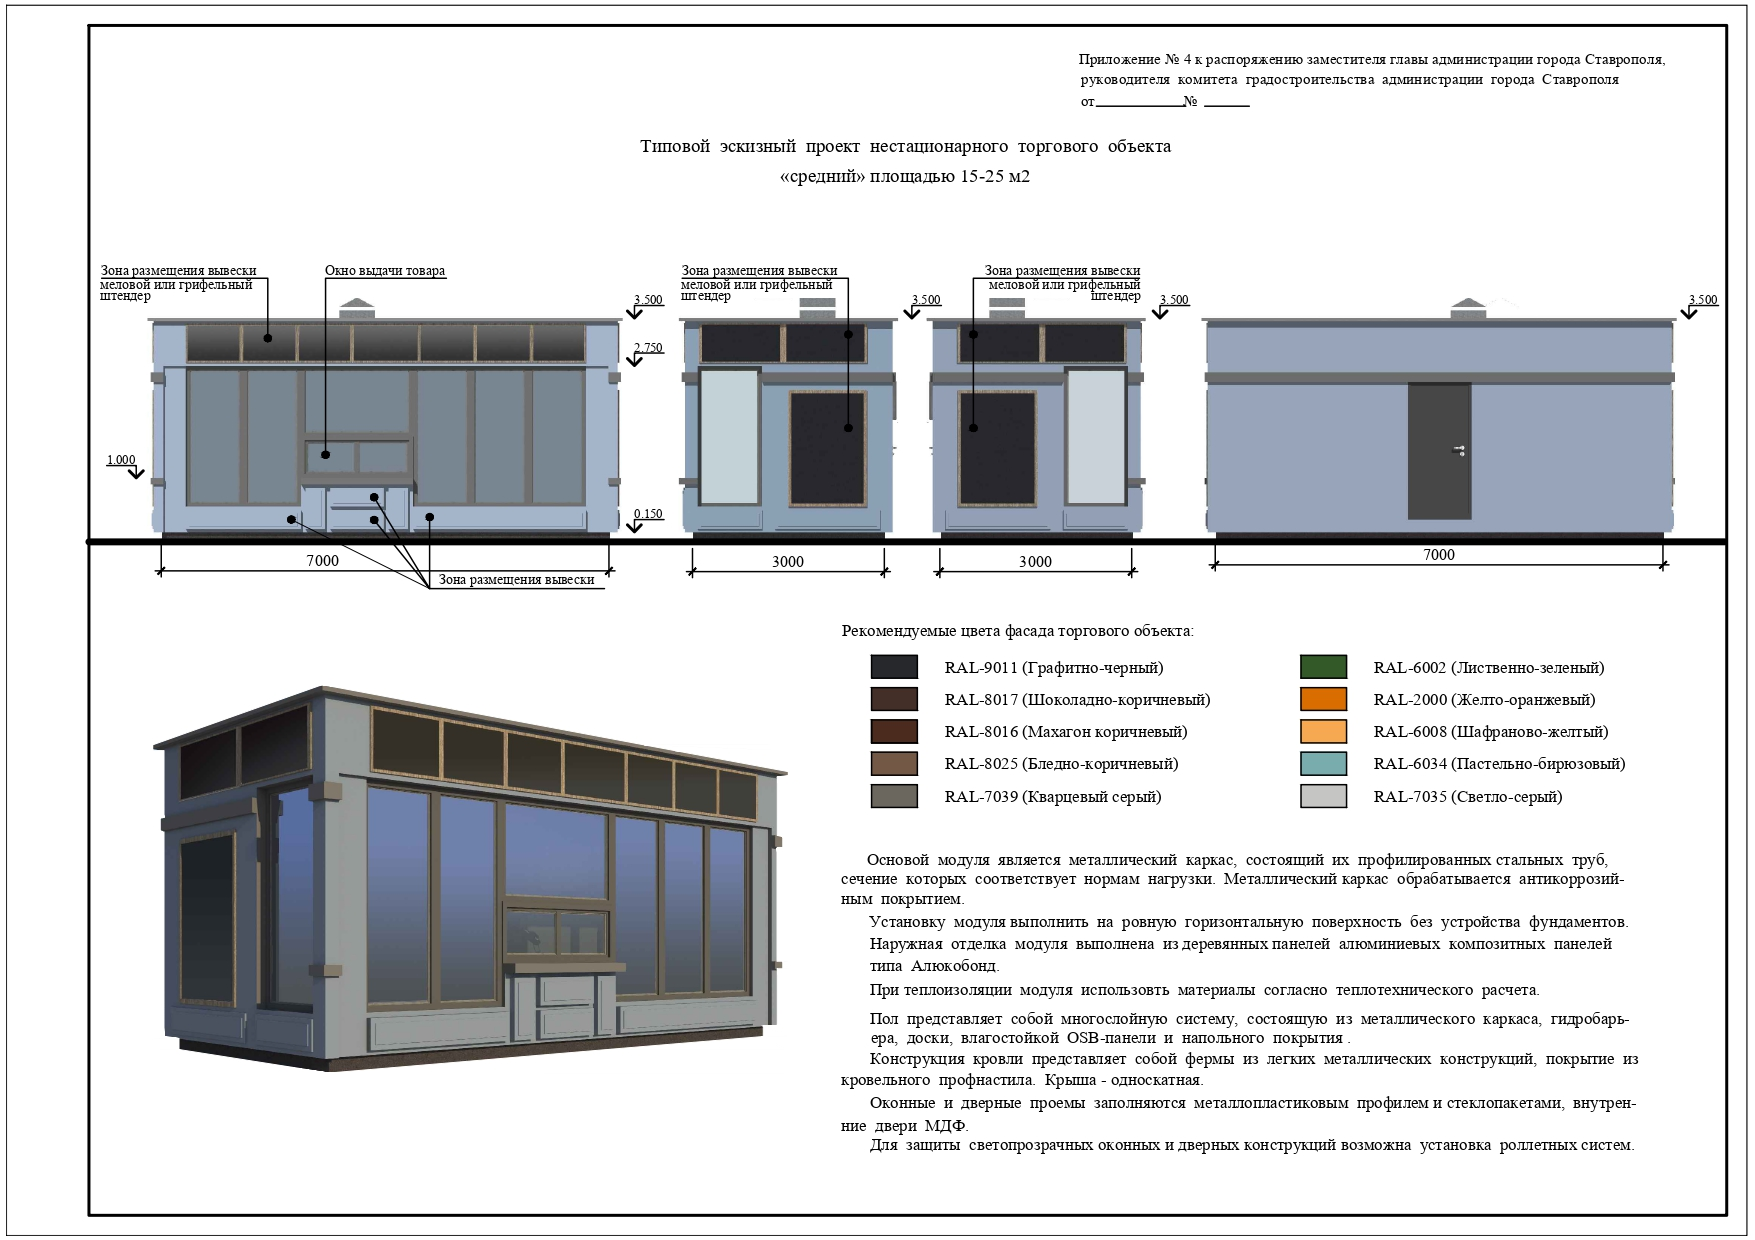 Приложение № 4 к распоряжению заместителя главы администрации города Ставрополя,
руководителя комитета градостроительства администрации города Ставрополя
от № 
Типовой эскизный проект нестационарного торгового объекта
«средний» площадью 15-25 м2
Зона размещения вывески
меловой или грифельный
штендер
Окно выдачи товара
Зона размещения вывески
меловой или грифельный
штендер
Зона размещения вывески
меловой или грифельный
штендер
3.500
3.500
3.500
3.500
2.750
1.000
0.150
7000
3000
3000
7000
Зона размещения вывески
Рекомендуемые цвета фасада торгового объекта:
RAL-9011 (Графитно-черный)
RAL-8017 (Шоколадно-коричневый)
RAL-8016 (Махагон коричневый)
RAL-8025 (Бледно-коричневый)
RAL-7039 (Кварцевый серый)
RAL-6002 (Лиственно-зеленый)
RAL-2000 (Желто-оранжевый)
RAL-6008 (Шафраново-желтый)
RAL-6034 (Пастельно-бирюзовый)
RAL-7035 (Светло-серый)
Основой модуля является металлический каркас, состоящий их профилированных стальных труб,
сечение которых соответствует нормам нагрузки. Металлический каркас обрабатывается антикоррозий-
ным покрытием.
Установку модуля выполнить на ровную горизонтальную поверхность без устройства фундаментов.
Наружная отделка модуля выполнена из деревянных панелей алюминиевых композитных панелей
типа Алюкобонд.
При теплоизоляции модуля использовть материалы согласно теплотехнического расчета.
Пол представляет собой многослойную систему, состоящую из металлического каркаса, гидробарь-
ера, доски, влагостойкой OSB-панели и напольного покрытия .
Конструкция кровли представляет собой фермы из легких металлических конструкций, покрытие из
кровельного профнастила. Крыша - односкатная.
Оконные и дверные проемы заполняются металлопластиковым профилем и стеклопакетами, внутрен-
ние двери МДФ.
Для защиты светопрозрачных оконных и дверных конструкций возможна установка роллетных систем.